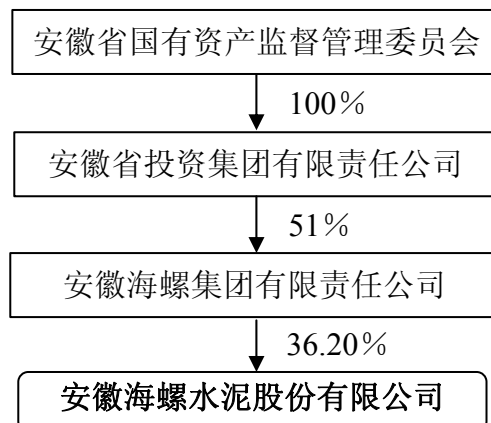 安徽省国有资产监督管理委员会
100％
安徽省投资集团有限责任公司
51％
安徽海螺集团有限责任公司
36.20％
安徽海螺水泥股份有限公司